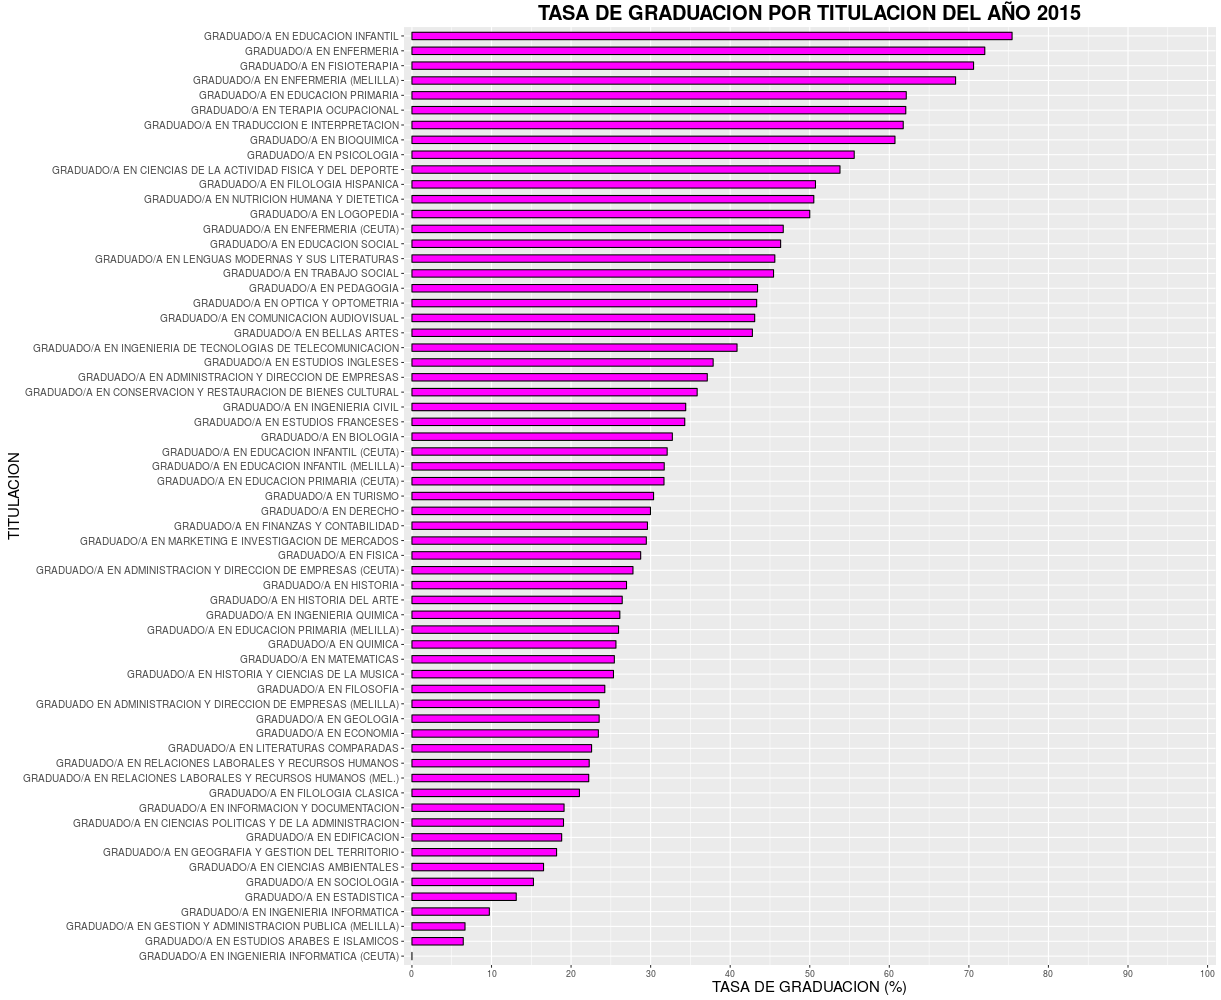 TASA DE GRADUACION POR TITULACION DEL AÑO 2015
TITULACION
GRADUADO/A EN EDUCACION INFANTIL
GRADUADO/A EN ENFERMERIA
GRADUADO/A EN FISIOTERAPIA
GRADUADO/A EN ENFERMERIA (MELILLA)
GRADUADO/A EN EDUCACION PRIMARIA
GRADUADO/A EN TERAPIA OCUPACIONAL
GRADUADO/A EN TRADUCCION E INTERPRETACION
GRADUADO/A EN BIOQUIMICA
GRADUADO/A EN PSICOLOGIA
GRADUADO/A EN CIENCIAS DE LA ACTIVIDAD FISICA Y DEL DEPORTE
GRADUADO/A EN FILOLOGIA HISPANICA
GRADUADO/A EN NUTRICION HUMANA Y DIETETICA
GRADUADO/A EN LOGOPEDIA
GRADUADO/A EN ENFERMERIA (CEUTA)
GRADUADO/A EN EDUCACION SOCIAL
GRADUADO/A EN LENGUAS MODERNAS Y SUS LITERATURAS
GRADUADO/A EN TRABAJO SOCIAL
GRADUADO/A EN PEDAGOGIA
GRADUADO/A EN OPTICA Y OPTOMETRIA
GRADUADO/A EN COMUNICACION AUDIOVISUAL
GRADUADO/A EN BELLAS ARTES
GRADUADO/A EN INGENIERIA DE TECNOLOGIAS DE TELECOMUNICACION
GRADUADO/A EN ESTUDIOS INGLESES
GRADUADO/A EN ADMINISTRACION Y DIRECCION DE EMPRESAS
GRADUADO/A EN CONSERVACION Y RESTAURACION DE BIENES CULTURAL
GRADUADO/A EN INGENIERIA CIVIL
GRADUADO/A EN ESTUDIOS FRANCESES
GRADUADO/A EN BIOLOGIA
GRADUADO/A EN EDUCACION INFANTIL (CEUTA)
GRADUADO/A EN EDUCACION INFANTIL (MELILLA)
GRADUADO/A EN EDUCACION PRIMARIA (CEUTA)
GRADUADO/A EN TURISMO
GRADUADO/A EN DERECHO
GRADUADO/A EN FINANZAS Y CONTABILIDAD
GRADUADO/A EN MARKETING E INVESTIGACION DE MERCADOS
GRADUADO/A EN FISICA
GRADUADO/A EN ADMINISTRACION Y DIRECCION DE EMPRESAS (CEUTA)
GRADUADO/A EN HISTORIA
GRADUADO/A EN HISTORIA DEL ARTE
GRADUADO/A EN INGENIERIA QUIMICA
GRADUADO/A EN EDUCACION PRIMARIA (MELILLA)
GRADUADO/A EN QUIMICA
GRADUADO/A EN MATEMATICAS
GRADUADO/A EN HISTORIA Y CIENCIAS DE LA MUSICA
GRADUADO/A EN FILOSOFIA
GRADUADO EN ADMINISTRACION Y DIRECCION DE EMPRESAS (MELILLA)
GRADUADO/A EN GEOLOGIA
GRADUADO/A EN ECONOMIA
GRADUADO/A EN LITERATURAS COMPARADAS
GRADUADO/A EN RELACIONES LABORALES Y RECURSOS HUMANOS
GRADUADO/A EN RELACIONES LABORALES Y RECURSOS HUMANOS (MEL.)
GRADUADO/A EN FILOLOGIA CLASICA
GRADUADO/A EN INFORMACION Y DOCUMENTACION
GRADUADO/A EN CIENCIAS POLITICAS Y DE LA ADMINISTRACION
GRADUADO/A EN EDIFICACION
GRADUADO/A EN GEOGRAFIA Y GESTION DEL TERRITORIO
GRADUADO/A EN CIENCIAS AMBIENTALES
GRADUADO/A EN SOCIOLOGIA
GRADUADO/A EN ESTADISTICA
GRADUADO/A EN INGENIERIA INFORMATICA
GRADUADO/A EN GESTION Y ADMINISTRACION PUBLICA (MELILLA)
GRADUADO/A EN ESTUDIOS ARABES E ISLAMICOS
GRADUADO/A EN INGENIERIA INFORMATICA (CEUTA)
0 10 20 30 40 50 60 70 80 90 100
TASA DE GRADUACION (%)